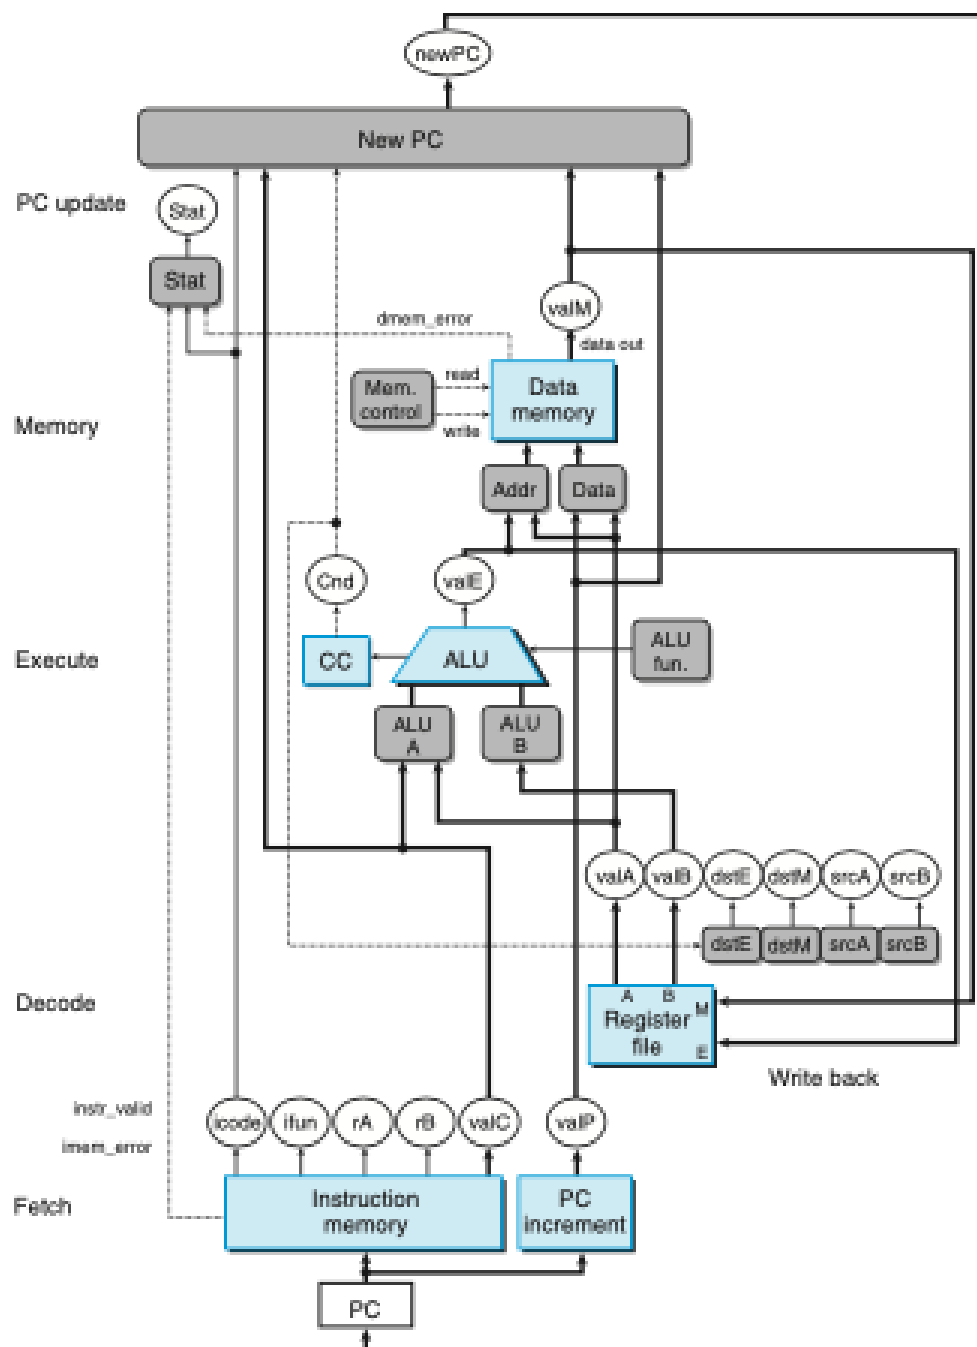 newPC
New PC
PC update
Stat
Stat
valM
dmem_error
data out
read
Mem.
control
Data
memory
write
Memory
Addr
Data
Cnd
valE
CC
ALU
ALU
fun.
Execute
ALU
A
ALU
B
valA
valB
dstE
dstM
srcA
srcB
dstE
dstM
srcA
srcB
Decode
A
B
M
Register
file
E
Write back
instr_valid
icode
ifun
rA
rB
valC
valP
imem_error
Fetch
Instruction
memory
PC
increment
PC